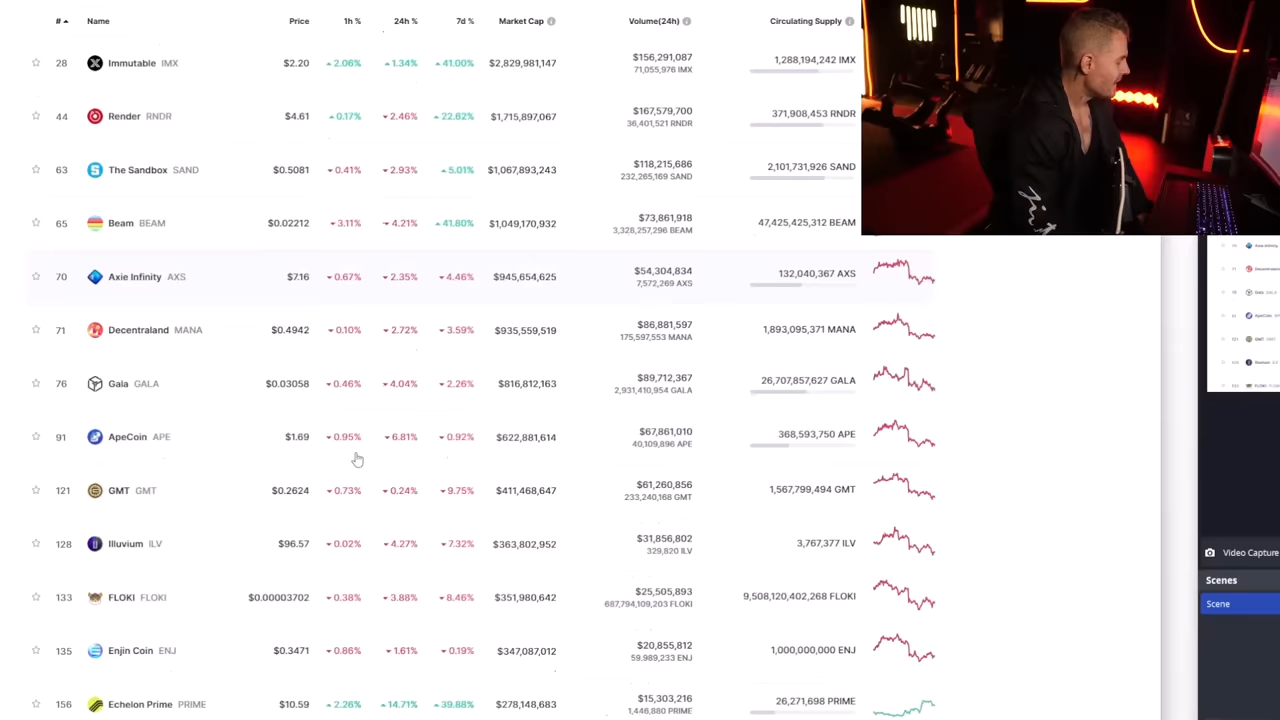 # Name Price 1h % 24h % 7d % Market Cap Volume(24h) Circulating Supply
28 Immutable IMX $2.20 2.06% 1.34% 41.00% $2,829,981,147 $156,291,087 1,288,194,242 IMX
71,055,976 IMX
44 Render RNDR $4.61 0.17% 2.46% 22.62% $1,715,897,067 $167,579,700 371,908,453 RNDR
36,401,521 RNDR
63 The Sandbox SAND $0.5081 0.41% 2.93% 5.01% $1,067,893,243 $118,215,686 2,101,731,926 SAND
232,265,169 SAND
65 Beam BEAM $0.02212 3.11% 4.21% 41.80% $1,049,170,932 $73,861,918 47,425,425,312 BEAM
3,328,257,296 BEAM
70 Axie Infinity AXS $7.16 0.67% 2.35% 4.46% $945,654,625 $54,304,834 132,040,367 AXS
7,572,269 AXS
71 Decentraland MANA $0.4942 0.10% 2.72% 3.59% $935,559,519 $86,881,597 1,893,095,371 MANA
175,597,553 MANA
76 Gala GALA $0.03058 0.46% 4.04% 2.26% $816,812,163 $89,712,367 26,707,857,627 GALA
2,931,410,954 GALA
91 ApeCoin APE $1.69 0.95% 6.81% 0.92% $622,881,614 $67,861,010 368,593,750 APE
40,109,896 APE
121 GMT GMT $0.2624 0.73% 0.24% 9.75% $411,468,647 $61,260,856 1,567,799,494 GMT
233,240,168 GMT
128 Illuvium ILV $96.57 0.02% 4.27% 7.32% $363,802,952 $31,856,802 3,767,377 ILV
329,820 ILV
133 FLOKI FLOKI $0.00003702 0.38% 3.88% 8.46% $351,980,642 $25,505,893 9,508,120,402,268 FLOKI
687,794,109,203 FLOKI
135 Enjin Coin ENJ $0.3471 0.86% 1.61% 0.19% $347,087,012 $20,855,812 1,000,000,000 ENJ
59,989,233 ENJ
156 Echelon Prime PRIME $10.59 2.26% 14.71% 39.88% $278,148,683 $15,303,216 26,271,698 PRIME
1,446,880 PRIME
Video Capture
Scenes
Scene